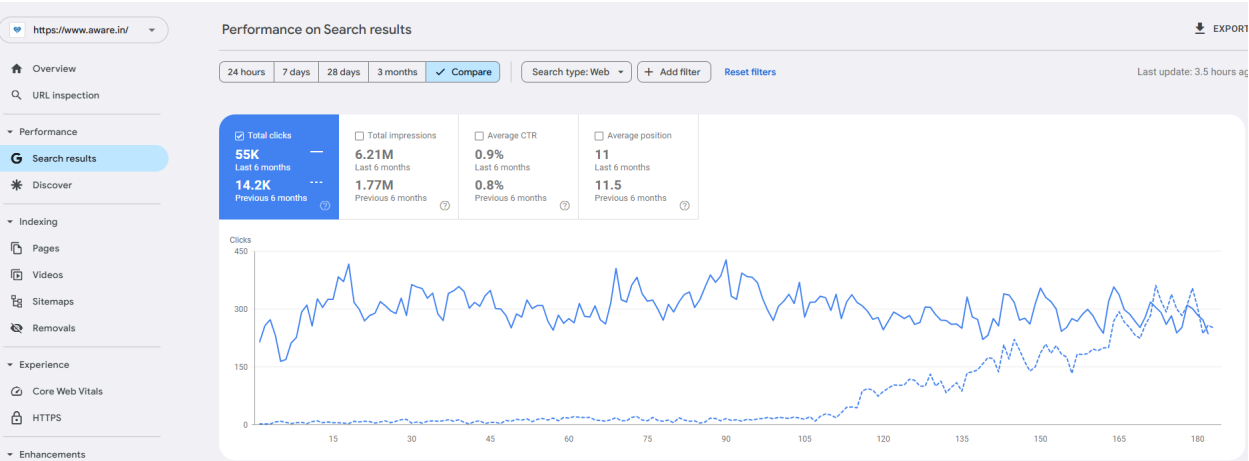 https://www.aware.in/
Performance on Search results
EXPORT
24 hours 7 days 28 days 3 months Compare Search type: Web + Add filter Reset filters Last update: 3.5 hours ag
Overview
URL inspection
Performance
Search results
Discover
Indexing
Pages
Videos
Sitemaps
Removals
Experience
Core Web Vitals
HTTPS
Enhancements
Total clicks
55K
Last 6 months
14.2K
Previous 6 months
Total impressions
6.21M
Last 6 months
1.77M
Previous 6 months
Average CTR
0.9%
Last 6 months
0.8%
Previous 6 months
Average position
11
Last 6 months
11.5
Previous 6 months
Clicks
450
300
150
0
15 30 45 60 75 90 105 120 135 150 165 180